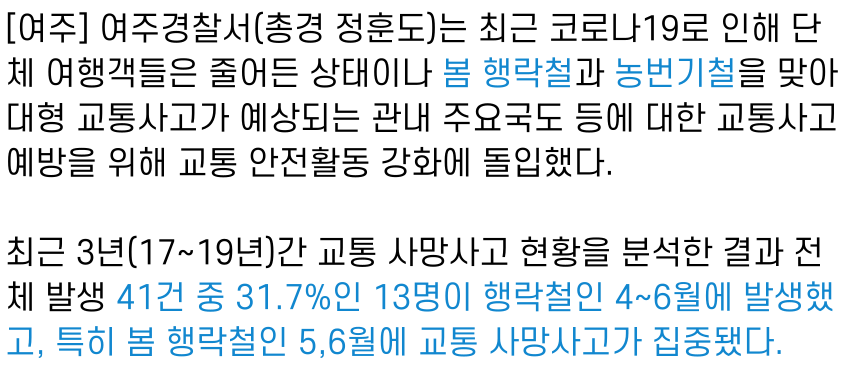 [여주] 여주경찰서(총경 정훈도)는 최근 코로나19로 인해 단
체 여행객들은 줄어든 상태이나 봄 행락철과 농번기철을 맞아
대형 교통사고가 예상되는 관내 주요국도 등에 대한 교통사고
예방을 위해 교통 안전활동 강화에 돌입했다.
최근 3년(17~19년)간 교통 사망사고 현황을 분석한 결과 전
체 발생 41건 중 31.7%인 13명이 행락철인 4~6월에 발생했
고, 특히 봄 행락철인 5,6월에 교통 사망사고가 집중됐다.